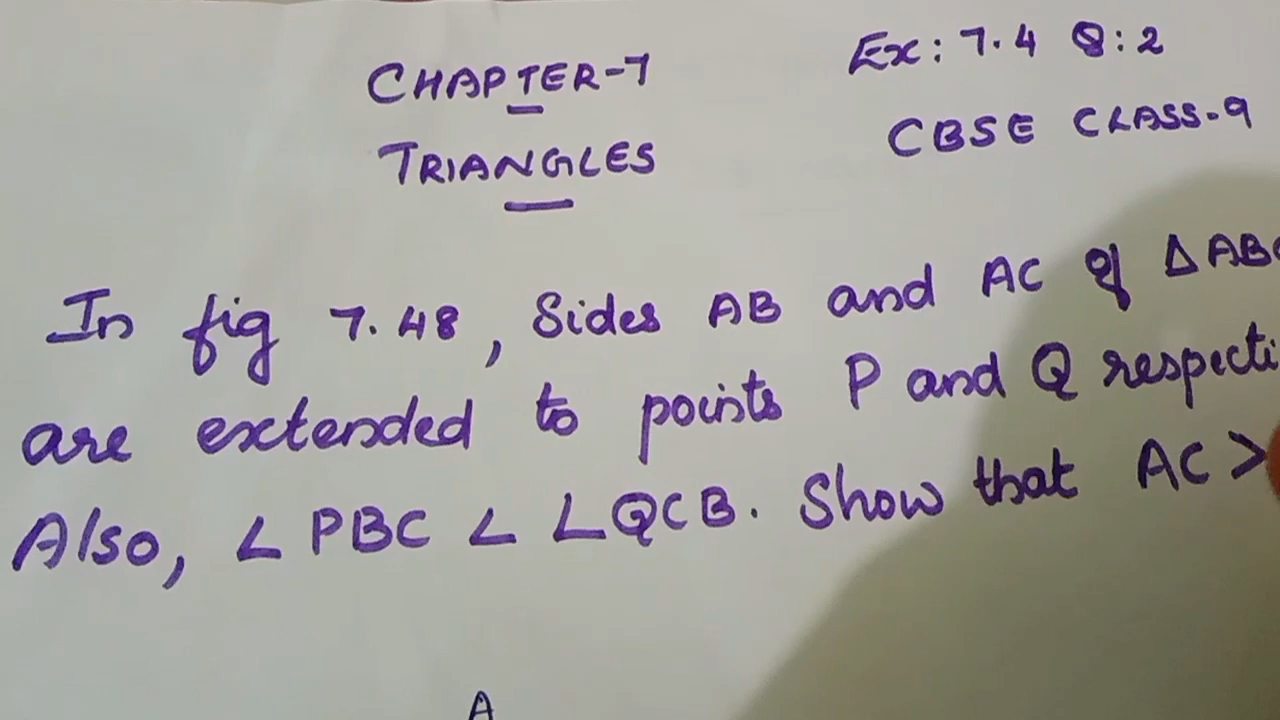 CHAPTER-7
TRIANGLES
Ex: 7.4 Q:2
CBSE CLASS-9
In fig 7.48, Sides AB and AC of Δ ABC
are extended to points P and Q respecti
Also, ∠ PBC < ∠QCB. Show that AC >
A